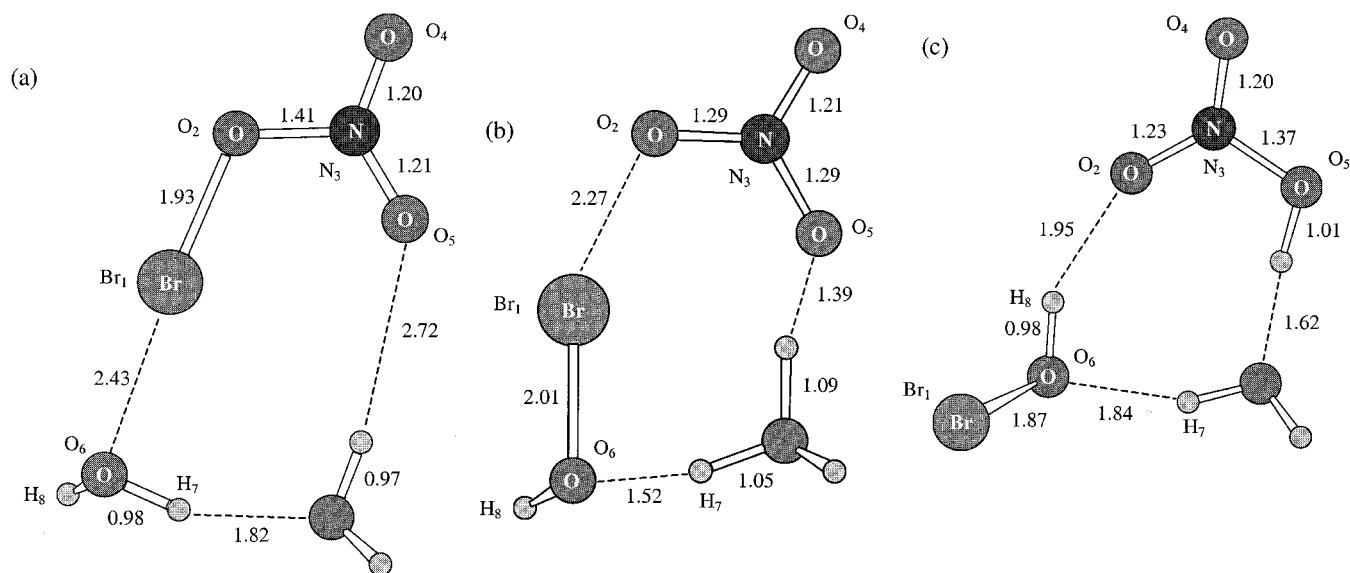 (a)
O4
O
1.20
1.41
O2
O
N
N3
1.21
1.93
O
O5
Br1
Br
2.72
2.43
O6
O
H7
H8
0.98
0.97
1.82
(b)
O4
O
1.21
1.29
O2
O
N
N3
1.29
2.27
O
O5
Br1
Br
1.39
2.01
1.09
O6
O
1.52
1.05
H7
H8
(c)
O4
O
1.20
N
1.23
1.37
O2
O
N3
O5
O
1.95
1.01
H8
0.98
O6
1.62
Br1
O
Br
1.87
1.84
H7